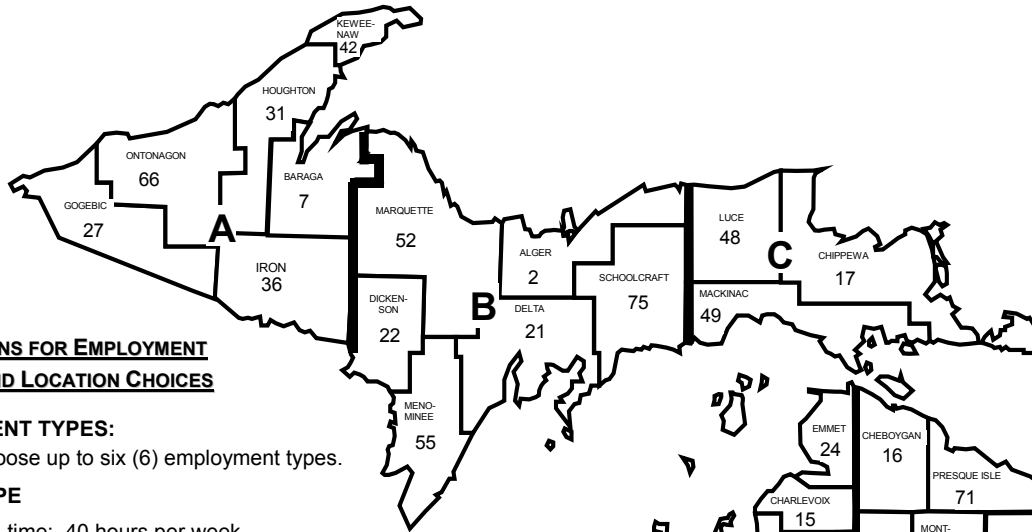 KEWEE-
NAW
42
HOUGHTON
31
ONTONAGON
66
BARAGA
7
GOGEBIC
27
A
IRON
36
MARQUETTE
52
DICKEN-
SON
22
B
ALGER
2
DELTA
21
SCHOOLCRAFT
75
MENO-
MINEE
55
LUCE
48
C
CHIPPEWA
17
MACKINAC
49
EMMET
24
CHEBOYGAN
16
PRESQUE ISLE
71
CHARLEVOIX
15
MONT-
NS FOR EMPLOYMENT
ND LOCATION CHOICES
ENT TYPES:
oose up to six (6) employment types.
PE
time: 40 hours per week